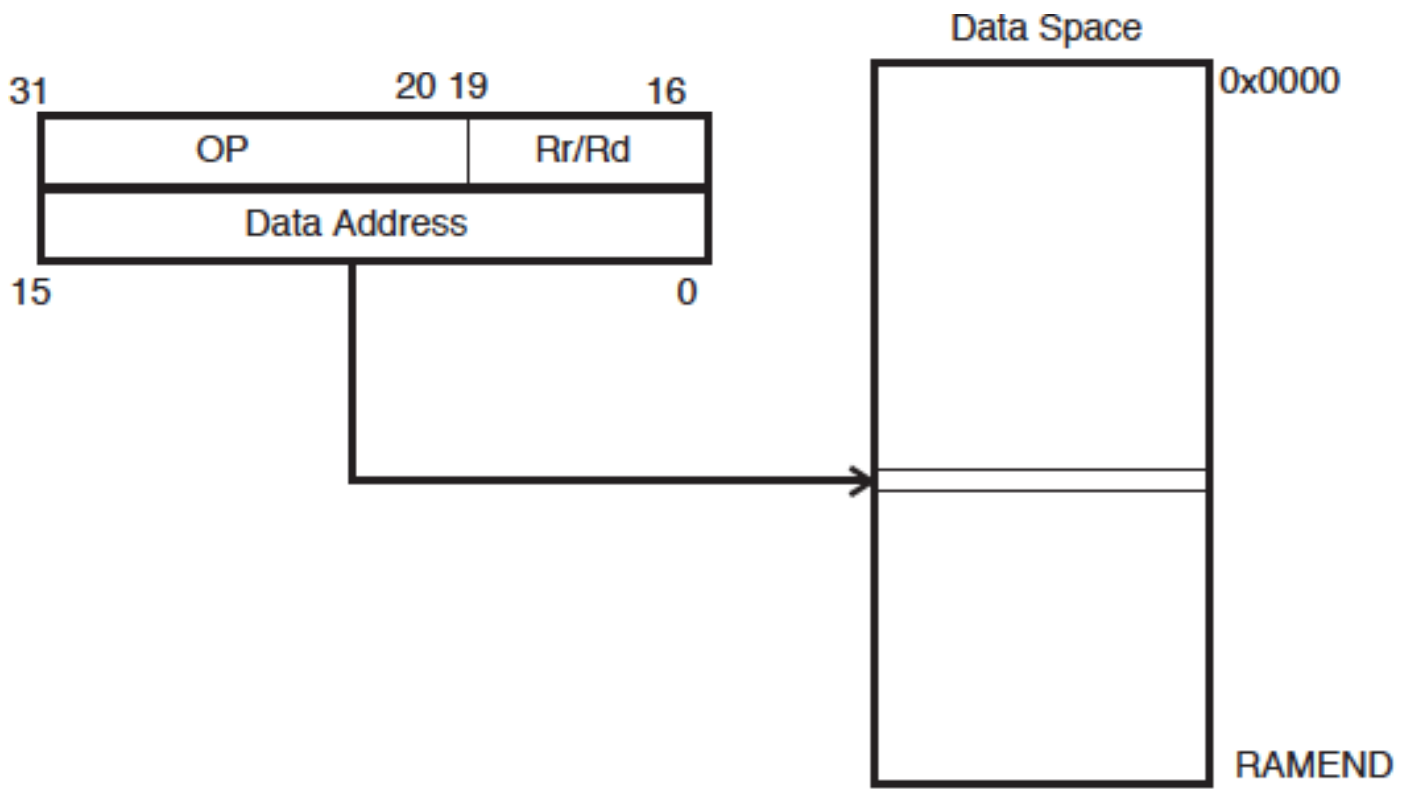 Data Space
0x0000
31 20 19 16
OP Rr/Rd
Data Address
15 0
RAMEND